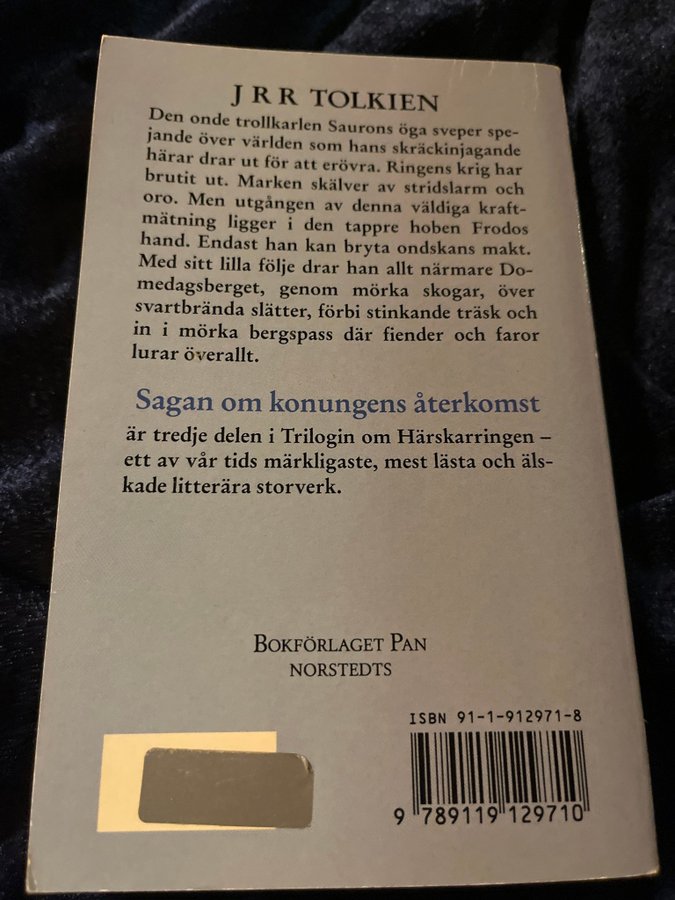 J R R TOLKIEN
Den onde trollkarlen Saurons öga sveper spe-
jande över världen som hans skräckinjagande
härar drar ut för att erövra. Ringens krig har
brutit ut. Marken skälver av stridslarm och
oro. Men utgången av denna väldiga kraft-
mätning ligger i den tappre hoben Frodos
hand. Endast han kan bryta ondskans makt.
Med sitt lilla följe drar han allt närmare Do-
medagsberget, genom mörka skogar, över
svartbrända slätter, förbi stinkande träsk och
in i mörka bergspass där fiender och faror
lurar överallt.
Sagan om konungens återkomst
är tredje delen i Trilogin om Härskarringen –
ett av vår tids märkligaste, mest lästa och äls-
kade litterära storverk.
BOKFÖRLAGET PAN
NORSTEDTS
ISBN 91-1-912971-8
9 789119 129710